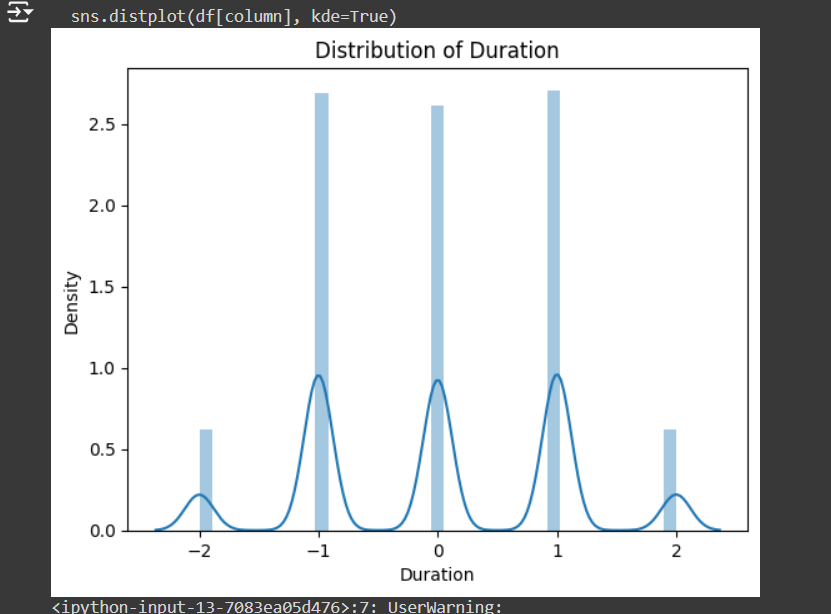 sns.distplot(df[column], kde=True)
Distribution of Duration
2.5
2.0
1.5
1.0
0.5
0.0
Density
−2
−1
0
1
2
Duration
<ipython-input-13-7083ea05d476>:7: UserWarning: